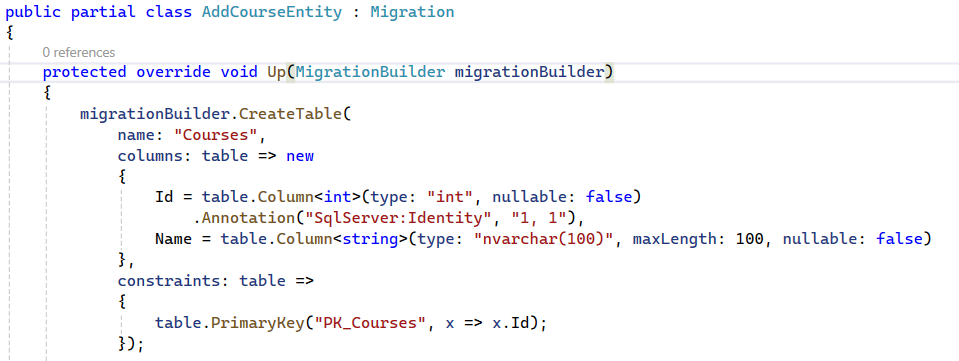 public partial class AddCourseEntity : Migration
{
0 references
protected override void Up(MigrationBuilder migrationBuilder)
{
migrationBuilder.CreateTable(
name: "Courses",
columns: table => new
{
Id = table.Column<int>(type: "int", nullable: false)
.Annotation("SqlServer:Identity", "1, 1"),
Name = table.Column<string>(type: "nvarchar(100)", maxLength: 100, nullable: false)
},
constraints: table =>
{
table.PrimaryKey("PK_Courses", x => x.Id);
});